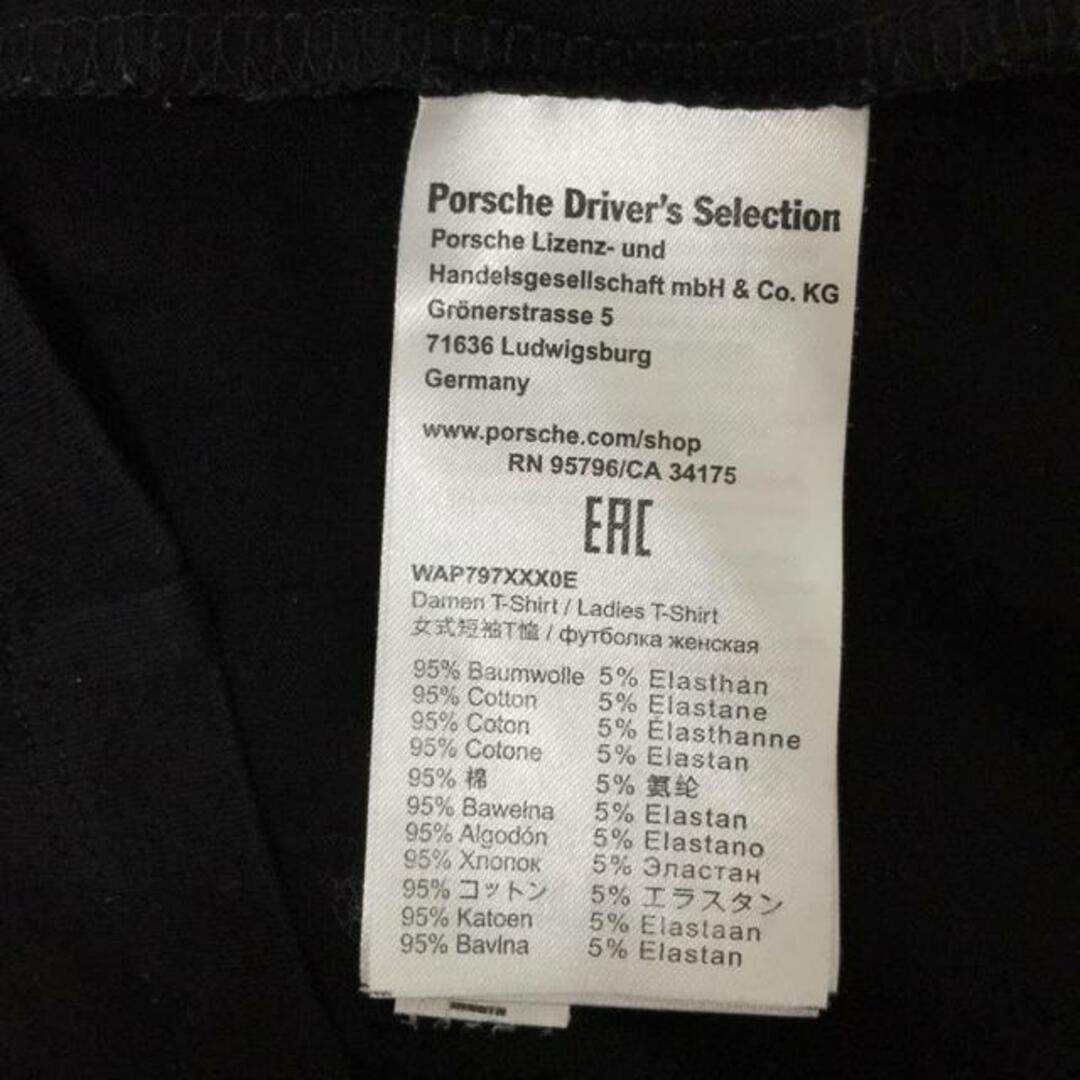 Porsche Driver's Selection
Porsche Lizenz- und
Handelsgesellschaft mbH & Co. KG
Grönerstrasse 5
71636 Ludwigsburg
Germany
www.porsche.com/shop
RN 95796/CA 34175
EAC
WAP797XXX0E
Damen T-Shirt / Ladies T-Shirt
女式短袖T恤 / футболка женская
95% Baumwolle 5% Elasthan
95% Cotton 5% Elastane
95% Coton 5% Élasthanne
95% Cotone 5% Elastan
95% 棉 5% 氨纶
95% Bawełna 5% Elastan
95% Algodón 5% Elastano
95% Хлопок 5% Эластан
95% コットン 5% エラスタン
95% Katoen 5% Elastaan
95% Bavlna 5% Elastan